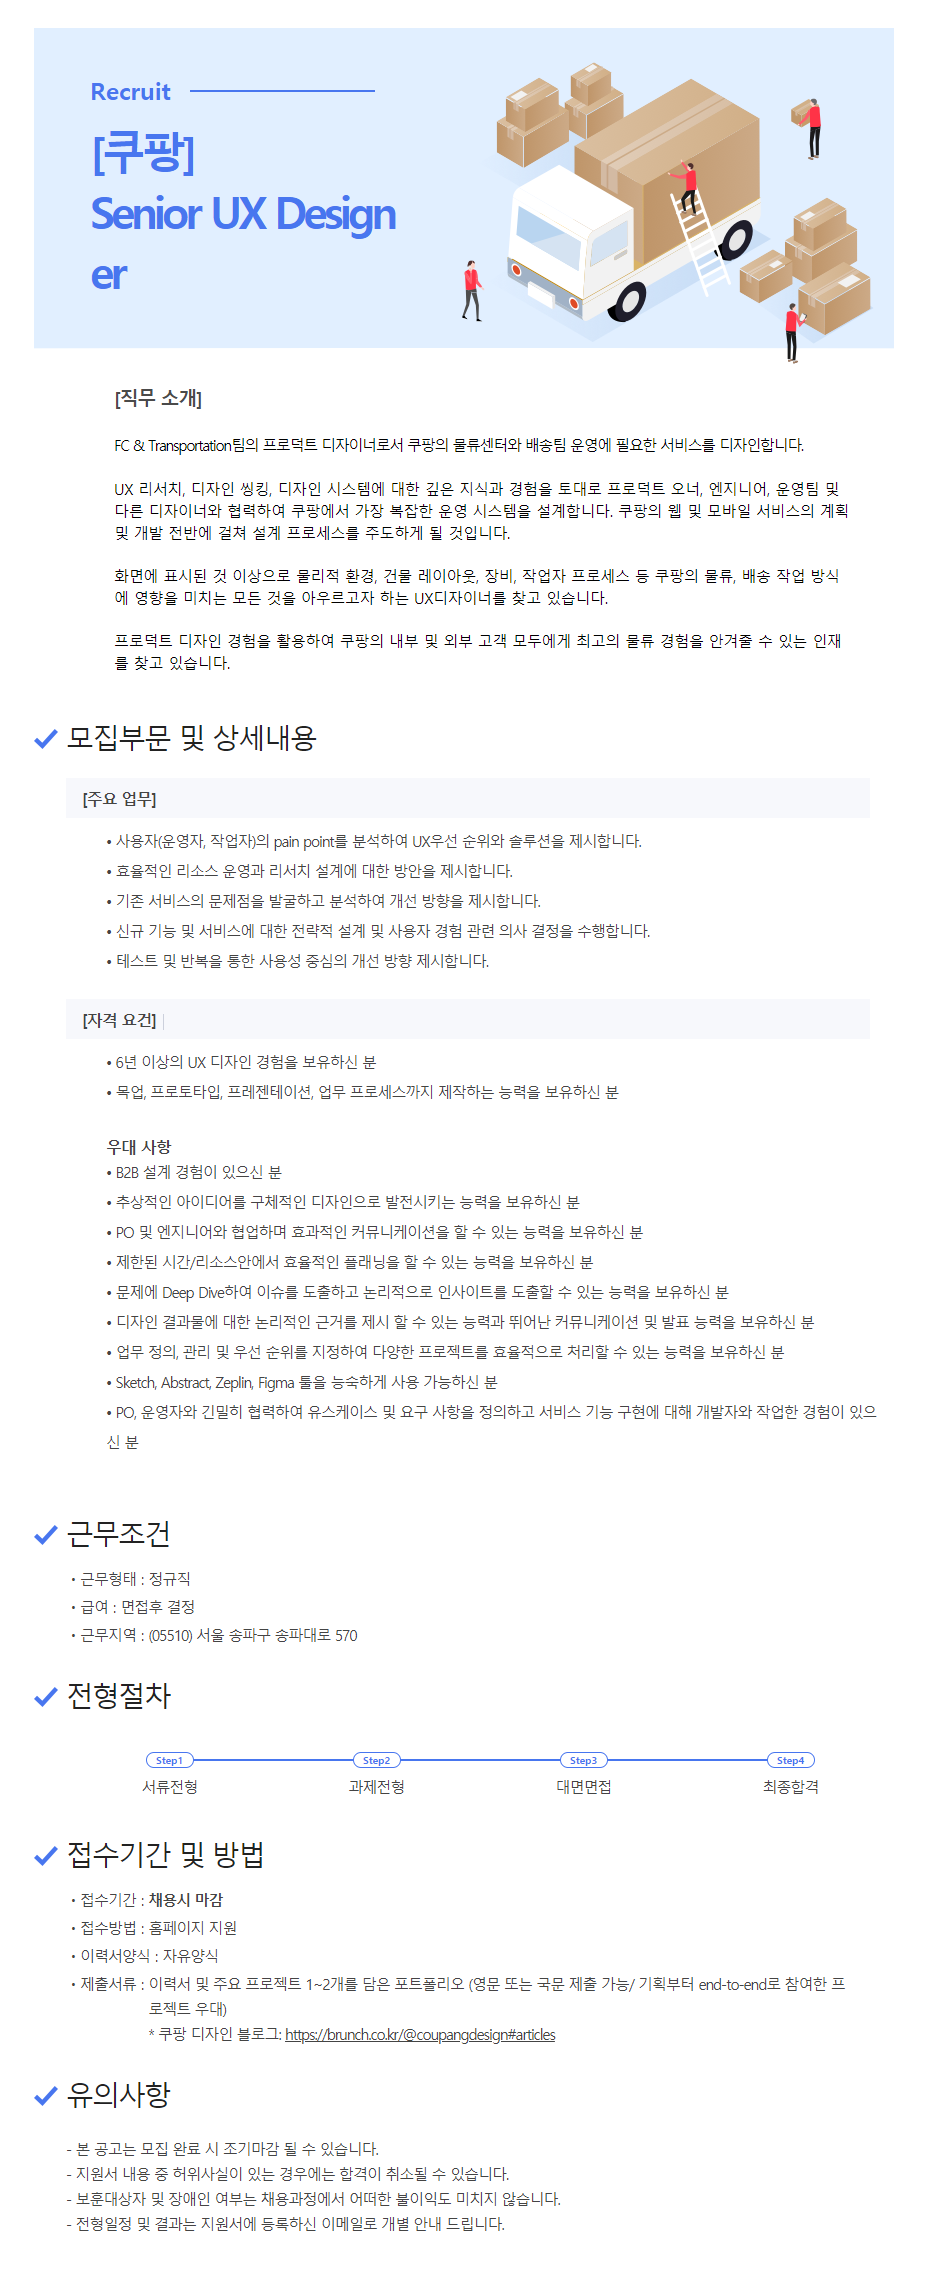 Recruit
[쿠팡]
Senior UX Design
er
[직무 소개]
FC & Transportation팀의 프로덕트 디자이너로서 쿠팡의 물류센터와 배송팀 운영에 필요한 서비스를 디자인합니다.
UX 리서치, 디자인 씽킹, 디자인 시스템에 대한 깊은 지식과 경험을 토대로 프로덕트 오너, 엔지니어, 운영팀 및
다른 디자이너와 협력하여 쿠팡에서 가장 복잡한 운영 시스템을 설계합니다. 쿠팡의 웹 및 모바일 서비스의 계획
및 개발 전반에 걸쳐 설계 프로세스를 주도하게 될 것입니다.
화면에 표시된 것 이상으로 물리적 환경, 건물 레이아웃, 장비, 작업자 프로세스 등 쿠팡의 물류, 배송 작업 방식
에 영향을 미치는 모든 것을 아우르고자 하는 UX디자이너를 찾고 있습니다.
프로덕트 디자인 경험을 활용하여 쿠팡의 내부 및 외부 고객 모두에게 최고의 물류 경험을 안겨줄 수 있는 인재
를 찾고 있습니다.
모집부문 및 상세내용
[주요 업무]
• 사용자(운영자, 작업자)의 pain point를 분석하여 UX우선 순위와 솔루션을 제시합니다.
• 효율적인 리소스 운영과 리서치 설계에 대한 방안을 제시합니다.
• 기존 서비스의 문제점을 발굴하고 분석하여 개선 방향을 제시합니다.
• 신규 기능 및 서비스에 대한 전략적 설계 및 사용자 경험 관련 의사 결정을 수행합니다.
• 테스트 및 반복을 통한 사용성 중심의 개선 방향 제시합니다.
[자격 요건]
• 6년 이상의 UX 디자인 경험을 보유하신 분
• 목업, 프로토타입, 프레젠테이션, 업무 프로세스까지 제작하는 능력을 보유하신 분
우대 사항
• B2B 설계 경험이 있으신 분
• 추상적인 아이디어를 구체적인 디자인으로 발전시키는 능력을 보유하신 분
• PO 및 엔지니어와 협업하며 효과적인 커뮤니케이션을 할 수 있는 능력을 보유하신 분
• 제한된 시간/리소스안에서 효율적인 플래닝을 할 수 있는 능력을 보유하신 분
• 문제에 Deep Dive하여 이슈를 도출하고 논리적으로 인사이트를 도출할 수 있는 능력을 보유하신 분
• 디자인 결과물에 대한 논리적인 근거를 제시 할 수 있는 능력과 뛰어난 커뮤니케이션 및 발표 능력을 보유하신 분
• 업무 정의, 관리 및 우선 순위를 지정하여 다양한 프로젝트를 효율적으로 처리할 수 있는 능력을 보유하신 분
• Sketch, Abstract, Zeplin, Figma 툴을 능숙하게 사용 가능하신 분
• PO, 운영자와 긴밀히 협력하여 유스케이스 및 요구 사항을 정의하고 서비스 기능 구현에 대해 개발자와 작업한 경험이 있으
신 분
근무조건
• 근무형태 : 정규직
• 급여 : 면접후 결정
• 근무지역 : (05510) 서울 송파구 송파대로 570
전형절차
Step1 Step2 Step3 Step4
서류전형 과제전형 대면면접 최종합격
접수기간 및 방법
• 접수기간 : 채용시 마감
• 접수방법 : 홈페이지 지원
• 이력서양식 : 자유양식
• 제출서류 : 이력서 및 주요 프로젝트 1~2개를 담은 포트폴리오 (영문 또는 국문 제출 가능/ 기획부터 end-to-end로 참여한 프
로젝트 우대)
* 쿠팡 디자인 블로그: https://brunch.co.kr/@coupangdesign#articles
유의사항
- 본 공고는 모집 완료 시 조기마감 될 수 있습니다.
- 지원서 내용 중 허위사실이 있는 경우에는 합격이 취소될 수 있습니다.
- 보훈대상자 및 장애인 여부는 채용과정에서 어떠한 불이익도 미치지 않습니다.
- 전형일정 및 결과는 지원서에 등록하신 이메일로 개별 안내 드립니다.